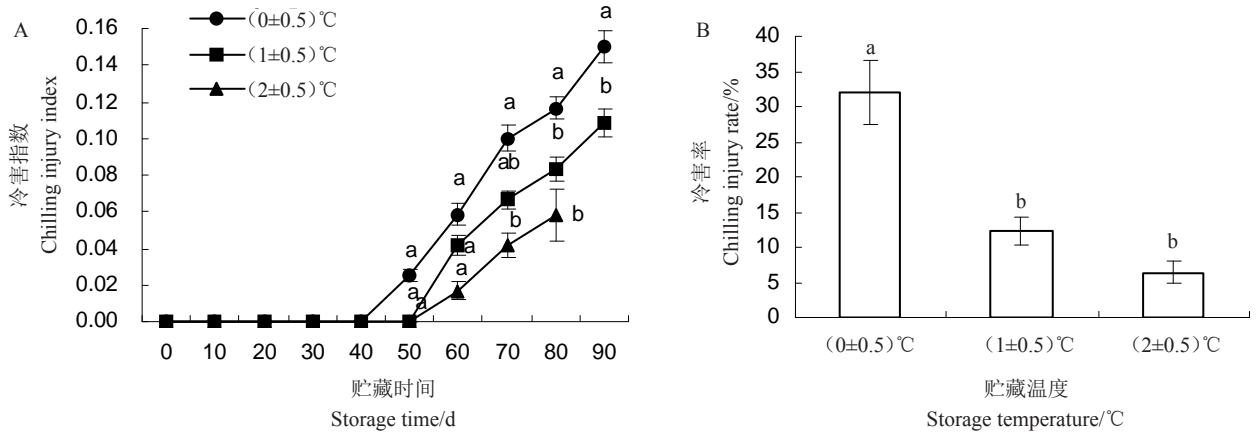 A
(0±0.5)℃
(1±0.5)℃
(2±0.5)℃
冷害指数
Chilling injury index
0.16
0.14
0.12
0.10
0.08
0.06
0.04
0.02
0.00
a
a
b
a
b
a
ab
b
b
a
a
a
a
a
a
0
10
20
30
40
50
60
70
80
90
贮藏时间
Storage time/d
B
冷害率
Chilling injury rate/%
40
35
30
25
20
15
10
5
0
a
b
b
(0±0.5)℃
(1±0.5)℃
(2±0.5)℃
贮藏温度
Storage temperature/℃